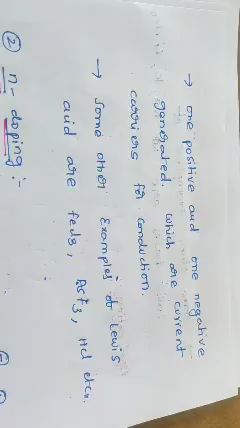 → one positive and one negative
generated. which are current
carriers for conduction.
→ Some other Examples of Lewis
acid are fecl3, AsF3, Hcl etc..
② n- doping :-